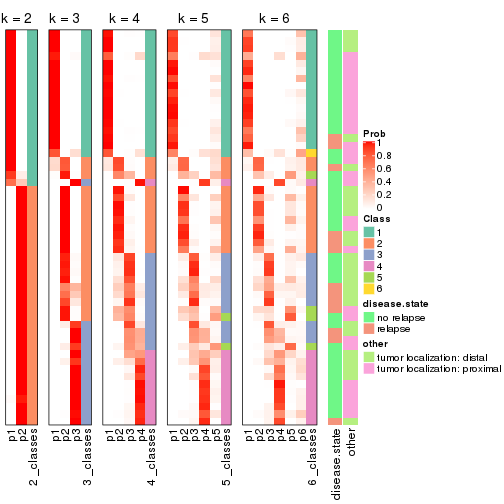 k = 2 k = 3 k = 4 k = 5 k = 6
Prob
1
0.8
0.6
0.4
0.2
0
Class
1
2
3
4
5
6
disease.state
no relapse
relapse
other
tumor localization: distal
tumor localization: proximal
p1 p2 2_classes p1 p2 p3 3_classes p1 p2 p3 p4 4_classes p1 p2 p3 p4 p5 5_classes p1 p2 p3 p4 p5 p6 6_classes disease.state other